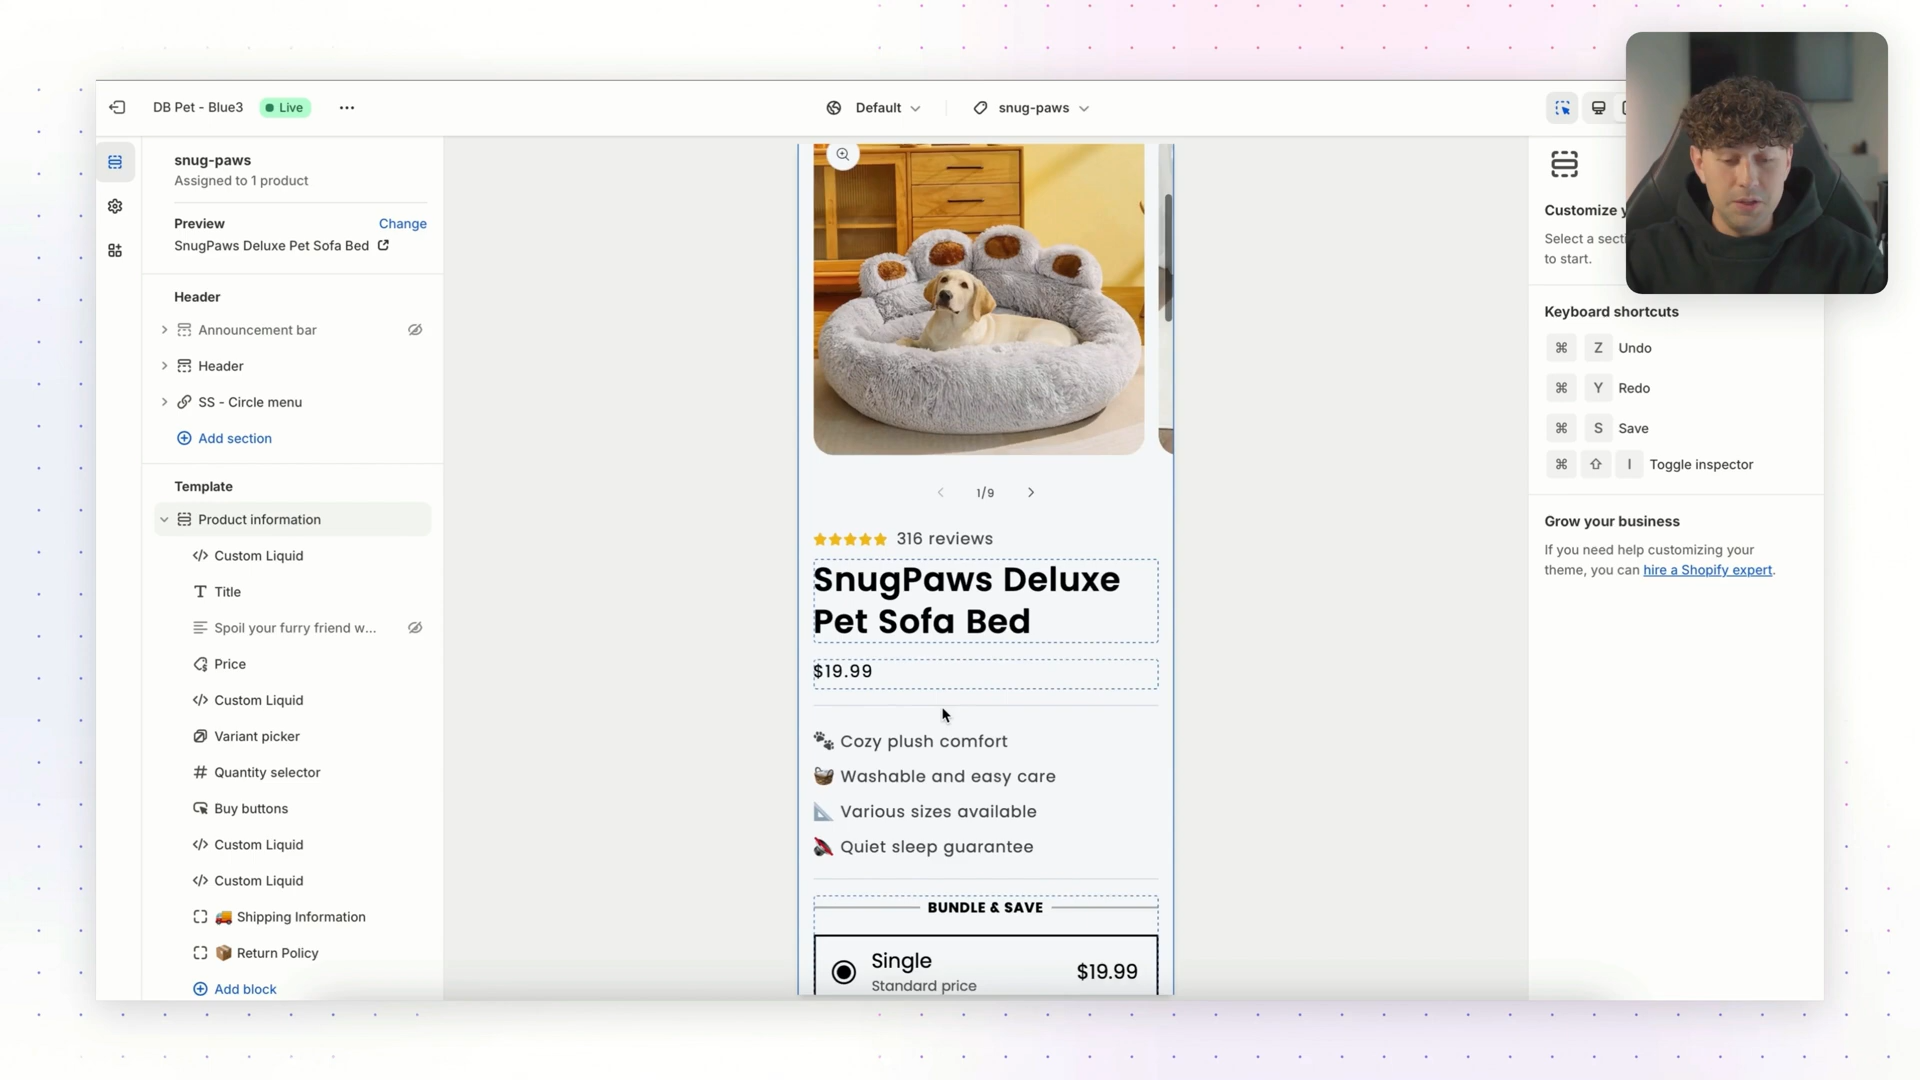 DB Pet - Blue3
Live
Default
snug-paws
snug-paws
Assigned to 1 product
Preview
Change
SnugPaws Deluxe Pet Sofa Bed
Header
Announcement bar
Header
SS - Circle menu
Add section
Template
Product information
Custom Liquid
Title
Spoil your furry friend w...
Price
Custom Liquid
Variant picker
Quantity selector
Buy buttons
Custom Liquid
Custom Liquid
🚚 Shipping Information
📦 Return Policy
Add block
1/9
316 reviews
SnugPaws Deluxe
Pet Sofa Bed
$19.99
🐾 Cozy plush comfort
🧺 Washable and easy care
📐 Various sizes available
🔇 Quiet sleep guarantee
BUNDLE & SAVE
Single
$19.99
Standard price
Customize
Select a
to start.
Keyboard shortcuts
⌘ Z Undo
⌘ Y Redo
⌘ S Save
⌘ ⇧ I Toggle inspector
Grow your business
If you need help customizing your
theme, you can hire a Shopify expert.